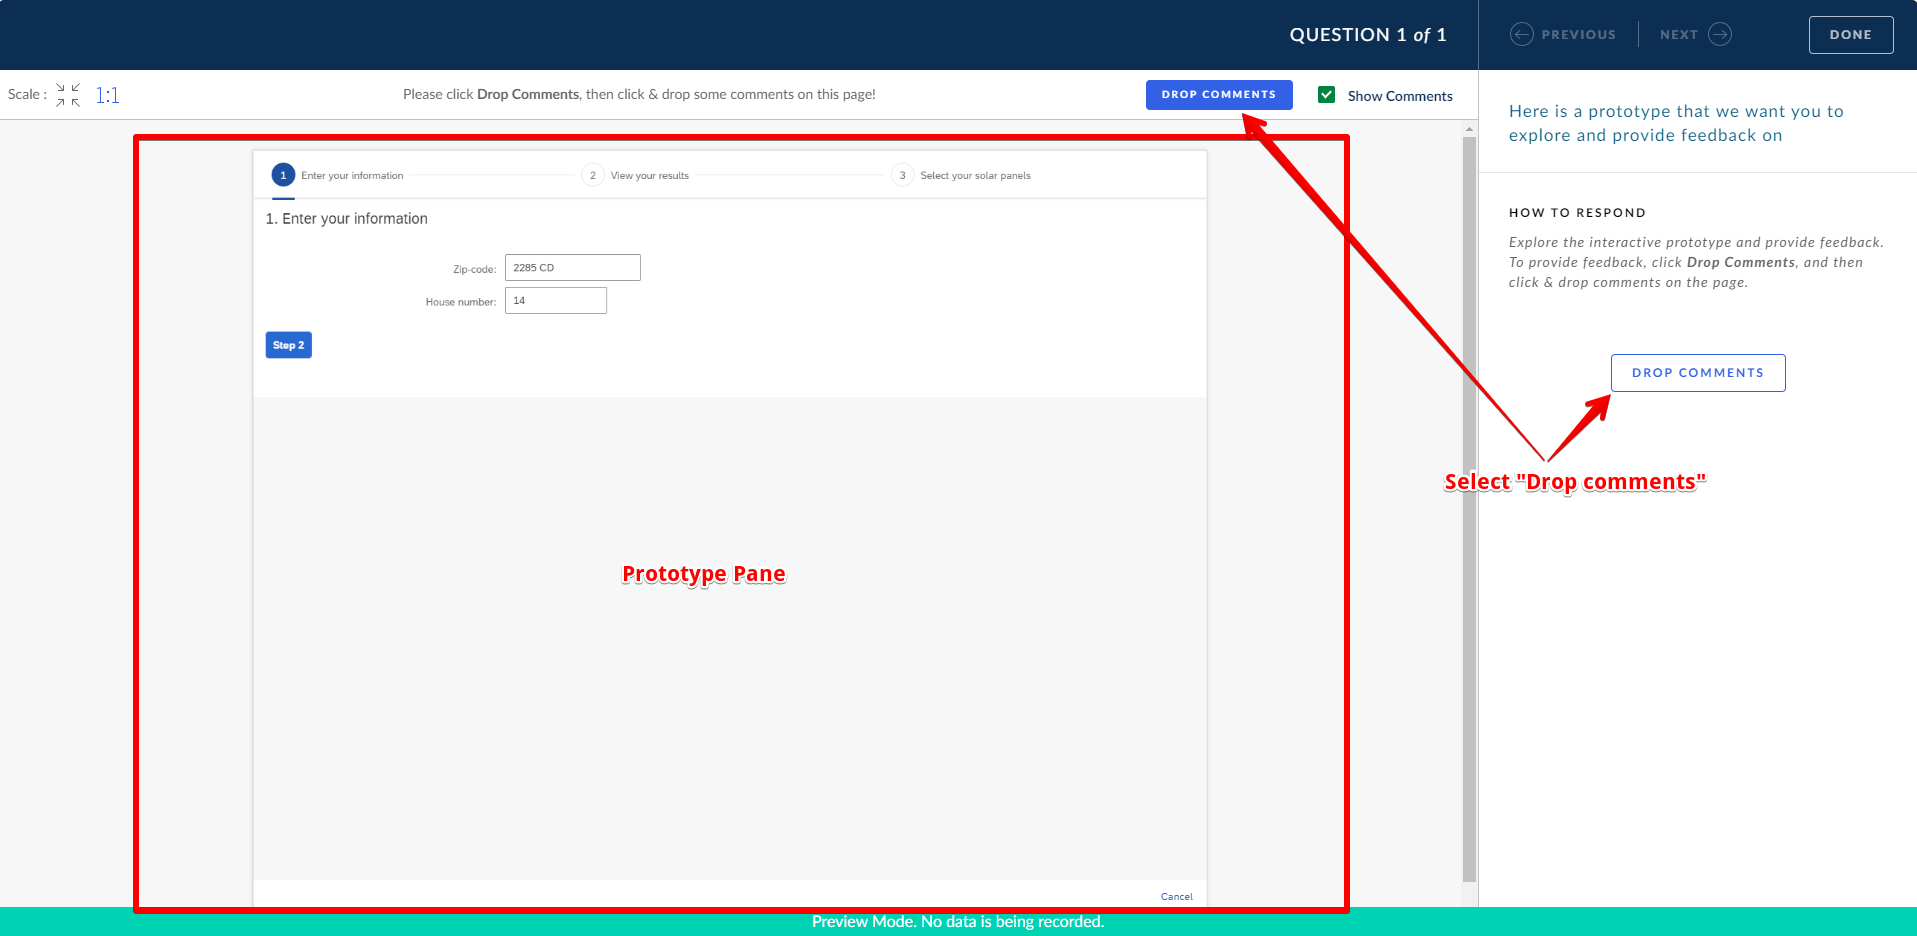 QUESTION 1 of 1
PREVIOUS
NEXT
DONE
Scale :
1:1
Please click Drop Comments, then click & drop some comments on this page!
DROP COMMENTS
Show Comments
Here is a prototype that we want you to
explore and provide feedback on
1 Enter your information
2 View your results
3 Select your solar panels
1. Enter your information
HOW TO RESPOND
Explore the interactive prototype and provide feedback.
To provide feedback, click Drop Comments, and then
click & drop comments on the page.
Zip-code: 2285 CD
House number: 14
Step 2
DROP COMMENTS
Select "Drop comments"
Prototype Pane
Cancel
Preview Mode. No data is being recorded.